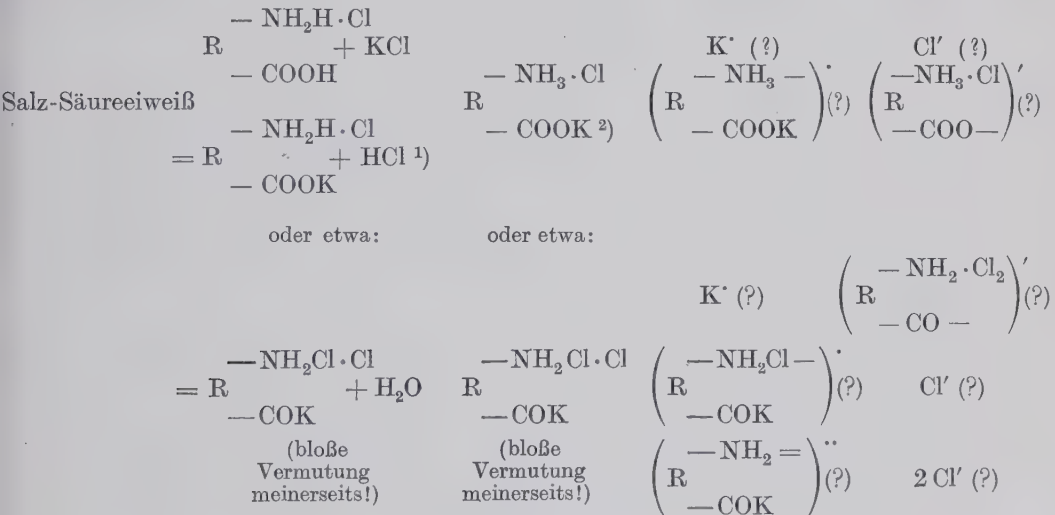 — NH₂H · Cl
R + KCl K˙ (?) Cl′ (?)
— COOH — NH₃ · Cl ( — NH₃ — )˙ ( —NH₃ · Cl )′
Salz-Säureeiweiß R R (?) R (?)
— NH₂H · Cl — COOK ²) — COOK —COO—
= R + HCl ¹)
— COOK
oder etwa: oder etwa:
K˙ (?) ( — NH₂ · Cl₂ )′
R (?)
— CO —
—NH₂Cl · Cl —NH₂Cl · Cl ( —NH₂Cl— )˙
= R + H₂O R R (?) Cl′ (?)
—COK —COK —COK
(bloße (bloße ( —NH₂ = )˙˙
Vermutung Vermutung R (?) 2 Cl′ (?)
meinerseits!) meinerseits!) —COK